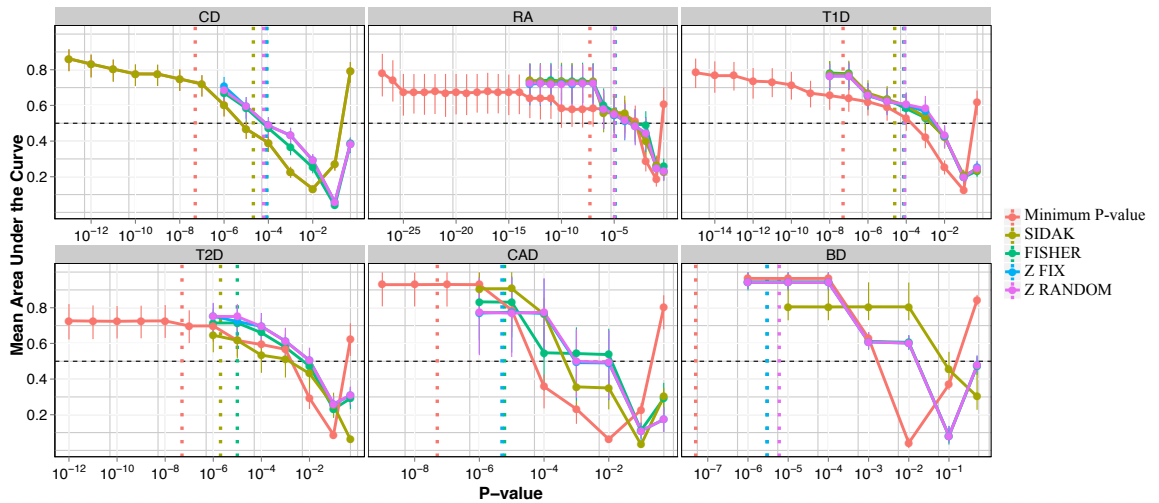 CD
RA
T1D
0.8
0.6
0.4
0.2
10−12 10−10 10−8 10−6 10−4 10−2
10−25 10−20 10−15 10−10 10−5
10−14 10−12 10−10 10−8 10−6 10−4 10−2
T2D
CAD
BD
0.8
0.6
0.4
0.2
10−12 10−10 10−8 10−6 10−4 10−2
10−8 10−6 10−4 10−2
10−7 10−6 10−5 10−4 10−3 10−2 10−1
Mean Area Under the Curve
P−value
Minimum P-value
SIDAK
FISHER
Z FIX
Z RANDOM